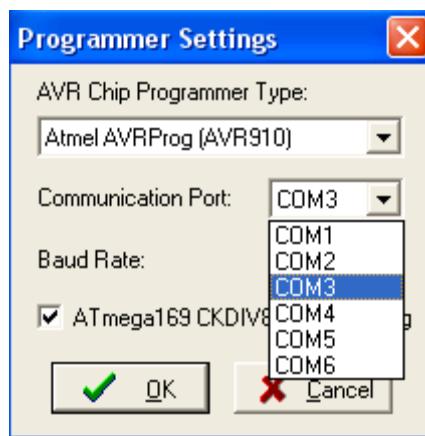 Programmer Settings
AVR Chip Programmer Type:
Atmel AVRProg (AVR910)
Communication Port: COM3
COM1
COM2
Baud Rate:
COM3
ATmega169 CKDIV8
COM4
COM5
COM6
OK Cancel